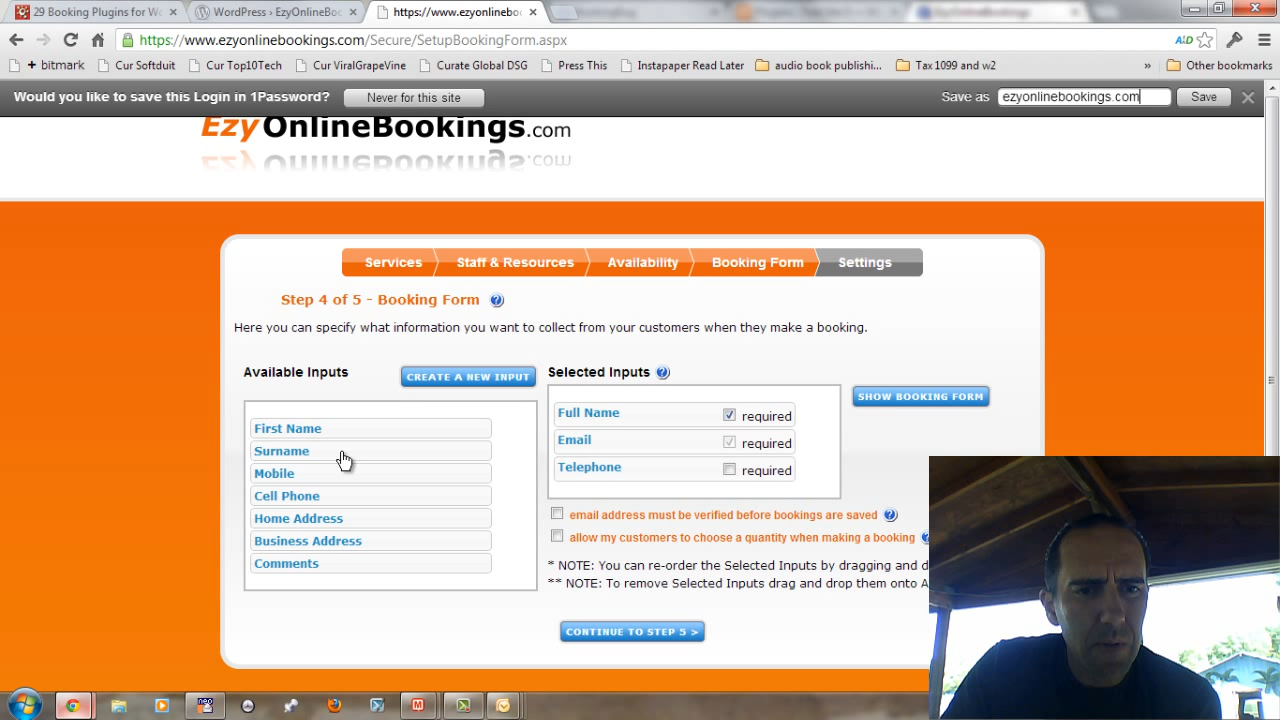 29 Booking Plugins for Wo
WordPress › EzyOnlineBoo
https://www.ezyonlineboo
https://www.ezyonlinebookings.com/Secure/SetupBookingForm.aspx
+ bitmark
Cur Softduit
Cur Top10Tech
Cur ViralGrapeVine
Curate Global DSG
Press This
Instapaper Read Later
audio book publishi...
Tax 1099 and w2
»
Other bookmarks
Would you like to save this Login in 1Password?
Never for this site
Save as
ezyonlinebookings.com
Save
EzyOnlineBookings.com
Services
Staff & Resources
Availability
Booking Form
Settings
Step 4 of 5 - Booking Form
Here you can specify what information you want to collect from your customers when they make a booking.
Available Inputs
CREATE A NEW INPUT
First Name
Surname
Mobile
Cell Phone
Home Address
Business Address
Comments
Selected Inputs
SHOW BOOKING FORM
Full Name required
Email required
Telephone required
email address must be verified before bookings are saved
allow my customers to choose a quantity when making a booking
* NOTE: You can re-order the Selected Inputs by dragging and d
** NOTE: To remove Selected Inputs drag and drop them onto A
CONTINUE TO STEP 5 >